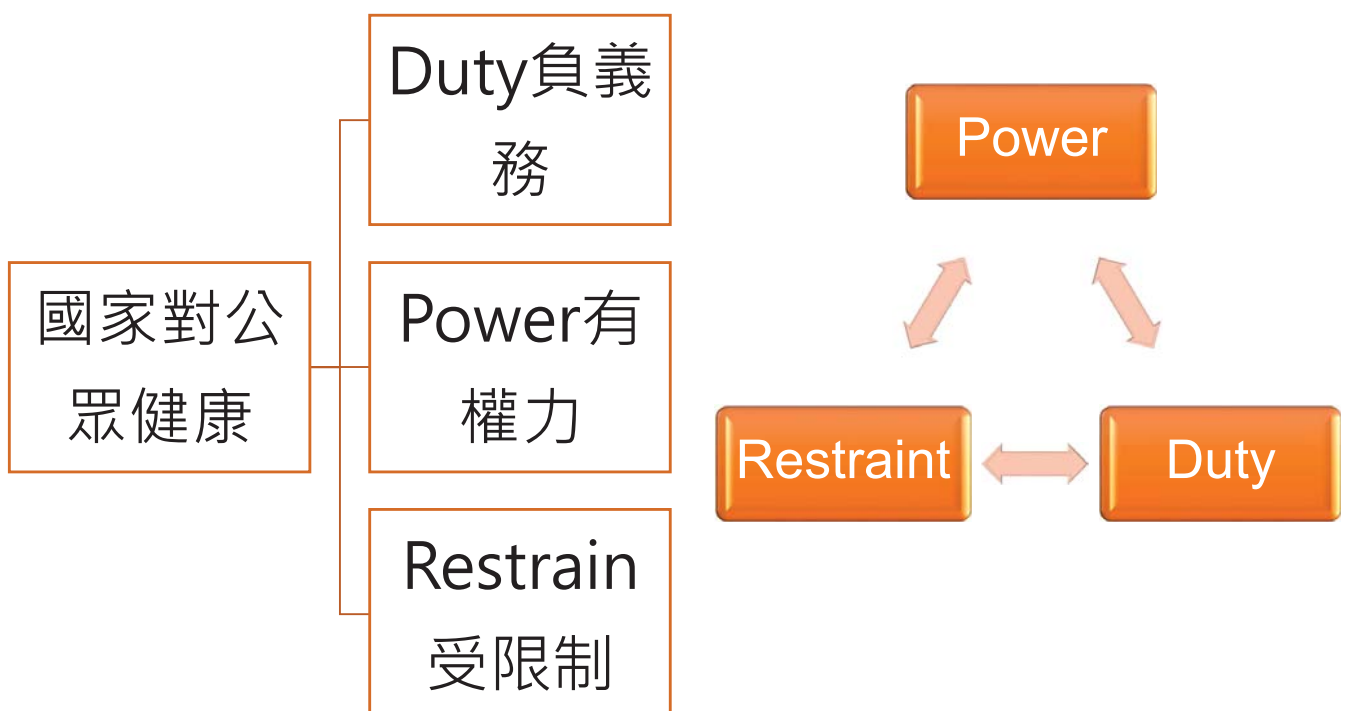 國家對公
眾健康
Duty負義
務
Power有
權力
Restrain
受限制
Power
Restraint
Duty